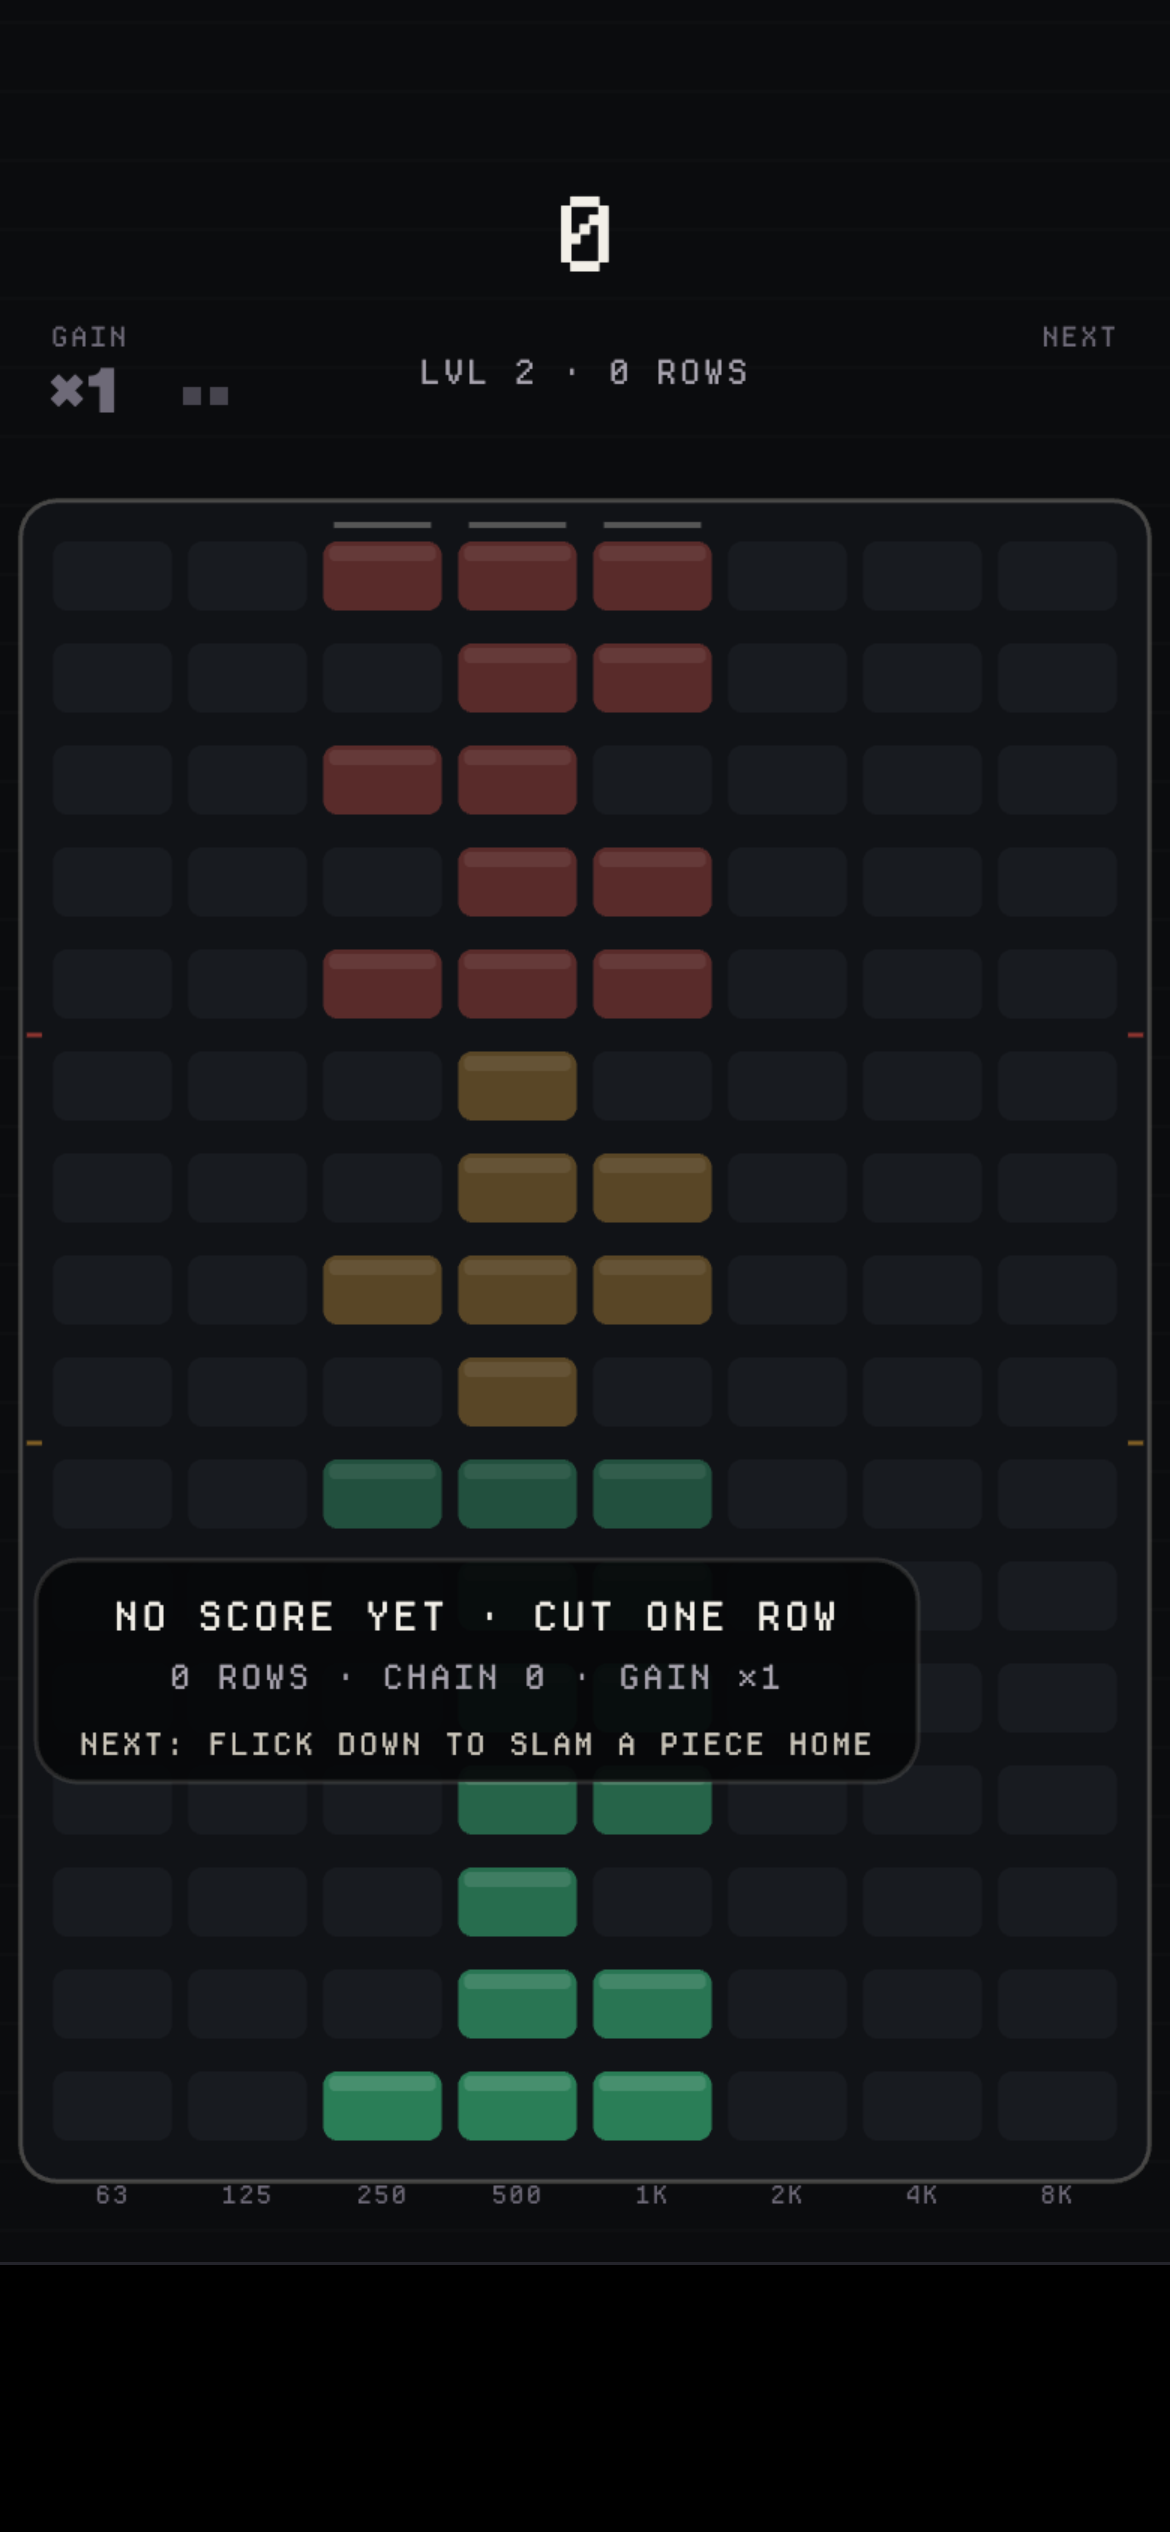 0
GAIN
NEXT
×1
LVL 2 · 0 ROWS
NO SCORE YET · CUT ONE ROW
0 ROWS · CHAIN 0 · GAIN ×1
NEXT: FLICK DOWN TO SLAM A PIECE HOME
63 125 250 500 1K 2K 4K 8K